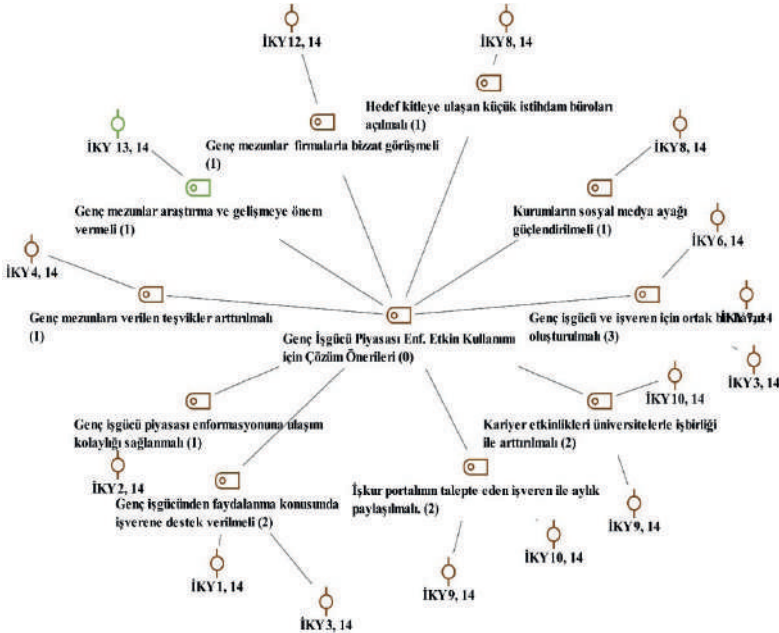 İKY12, 14
İKY8, 14
Hedef kitleye ulaşan küçük istihdam büroları
açılmalı (1)
İKY 13, 14
Genç mezunlar firmalarla bizzat görüşmeli
(1)
İKY8, 14
Genç mezunlar araştırma ve gelişmeye önem
vermeli (1)
Kurumların sosyal medya ayağı
güçlendirilmeli (1)
İKY6, 14
İKY4, 14
Genç mezunlara verilen teşvikler arttırılmalı
(1)
Genç işgücü ve işveren için ortak bir
oluşturulmalı (3)
Genç İşgücü Piyasası Enf. Etkin Kullanımı
için Çözüm Önerileri (0)
İKY3, 14
İKY10, 14
Genç işgücü piyasası enformasyonuna ulaşım
kolaylığı sağlanmalı (1)
Kariyer etkinlikleri üniversitelerle işbirliği
ile arttırılmalı (2)
İKY2, 14
Genç işgücünden faydalanma konusunda
işverene destek verilmeli (2)
İşkur portalının talepte eden işveren ile aylık
paylaşılmalı. (2)
İKY9, 14
İKY10, 14
İKY1, 14
İKY9, 14
İKY3, 14